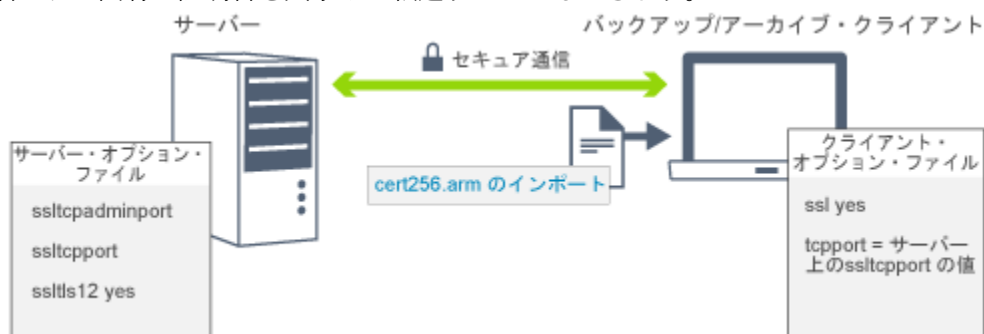 サーバー
バックアップ/アーカイブ・クライアント
セキュア通信
サーバー・オプション・
ファイル
ssltcpadminport
ssltcpport
ssltls12 yes
cert256.arm のインポート
クライアント・
オプション・ファイル
ssl yes
tcpport = サーバー
上のssltcpport の値